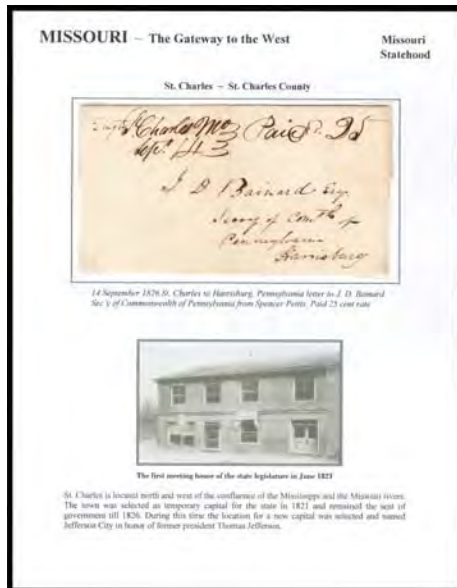 MISSOURI ~ The Gateway to the West
Missouri
Statehood
St. Charles ~ St. Charles County
St Charles Mo Paid 25
Sept 14
J D Bainard Esq
Secy of Comth of
Pennsylvania
Harrisburg
14 September 1826 St. Charles to Harrisburg, Pennsylvania letter to J. D. Bainard
Sec'y of Commonwealth of Pennsylvania from Spencer Pettis, Paid 25 cent rate
The first meeting house of the state legislature in June 1821
St. Charles is located north and west of the confluence of the Mississippi and the Missouri rivers.
The town was selected as temporary capital for the state in 1821 and remained the seat of
government till 1826. During this time the location for a new capital was selected and named
Jefferson City in honor of former president Thomas Jefferson.